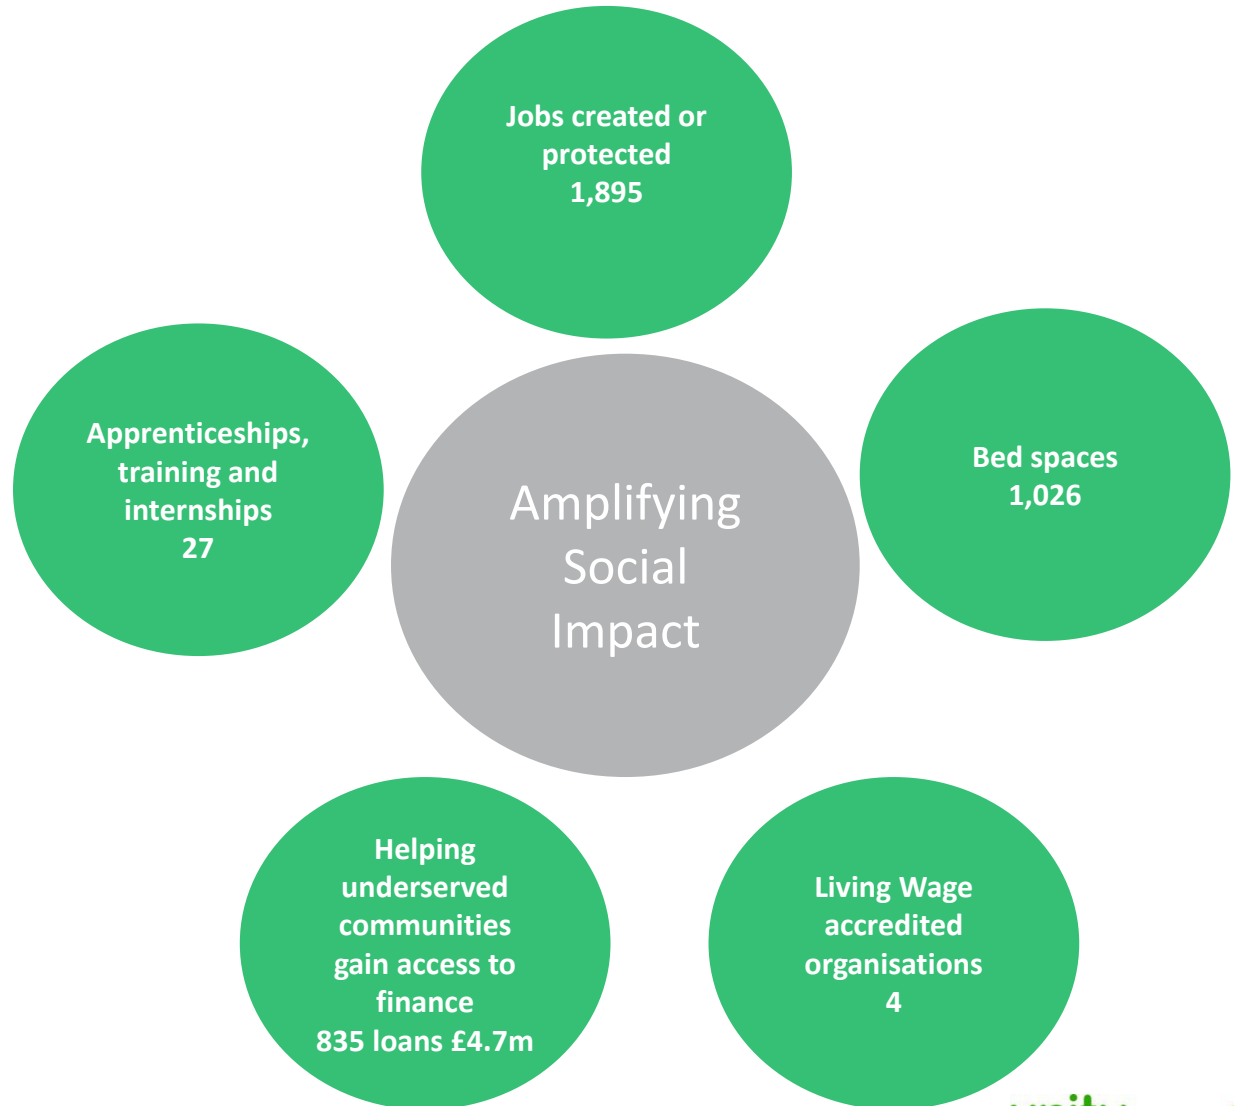 Jobs created or
protected
1,895
Apprenticeships,
training and
internships
27
Bed spaces
1,026
Amplifying
Social
Impact
Helping
underserved
communities
gain access to
finance
835 loans £4.7m
Living Wage
accredited
organisations
4